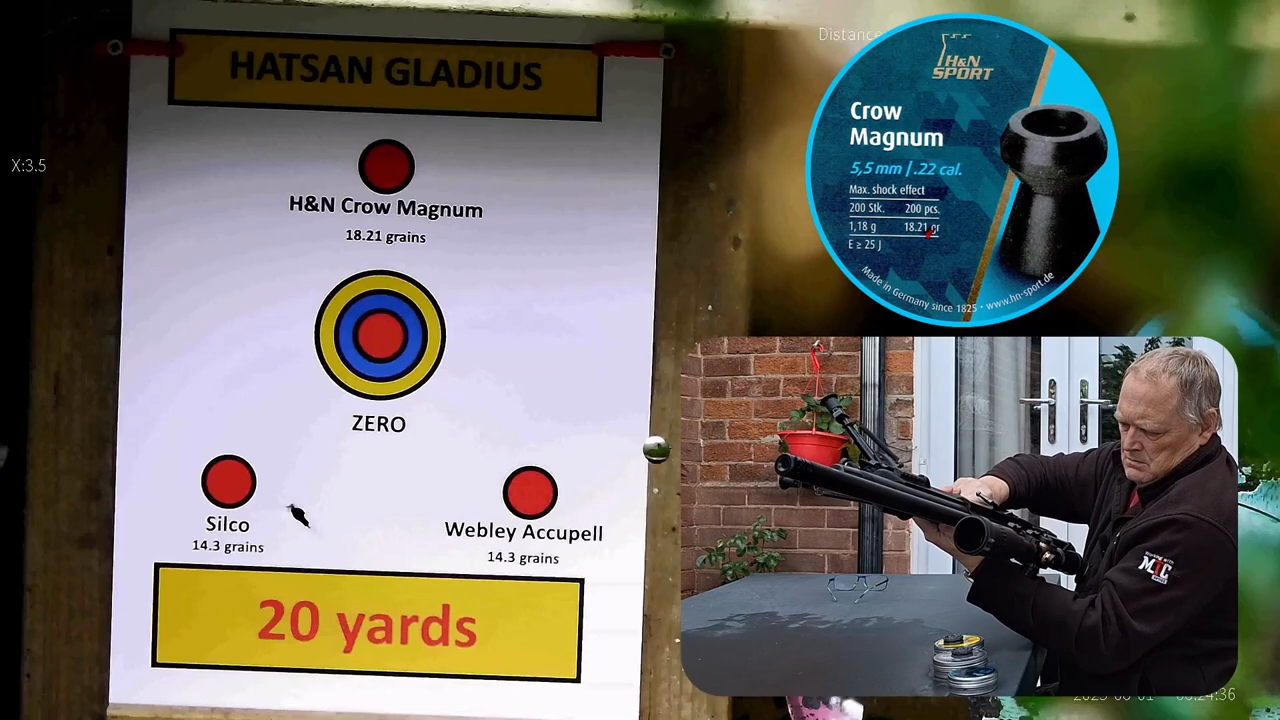 X:3.5
HATSAN GLADIUS
H&N Crow Magnum
18.21 grains
ZERO
Silco
14.3 grains
Webley Accupell
14.3 grains
20 yards
Distance
H&N
SPORT
Crow
Magnum
5,5 mm | .22 cal.
Max. shock effect
200 Stk. 200 pcs.
1,18 g 18.21 gr
E ≥ 25 J
Made in Germany since 1825 • www.hn-sport.de